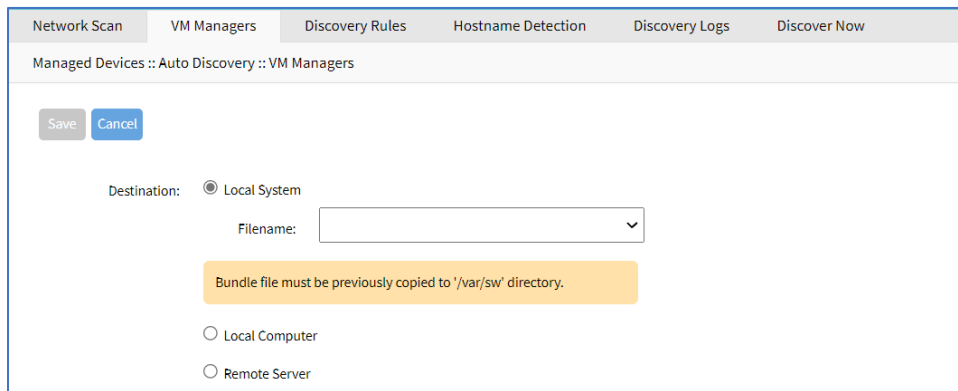 Network Scan VM Managers Discovery Rules Hostname Detection Discovery Logs Discover Now
Managed Devices :: Auto Discovery :: VM Managers
Save Cancel
Destination: Local System
Filename:
Bundle file must be previously copied to '/var/sw' directory.
Local Computer
Remote Server